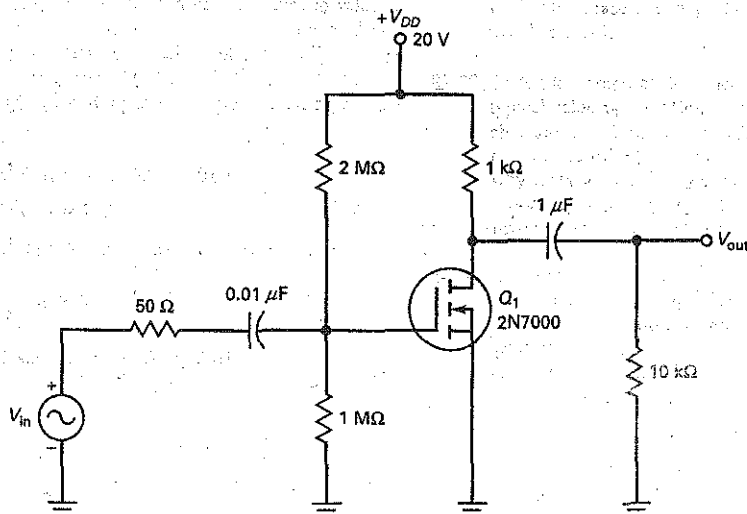 +V_DD
20 V
2 MΩ
1 kΩ
1 μF
V_out
Q_1
2N7000
50 Ω
0.01 μF
10 kΩ
+
V_in
−
1 MΩ